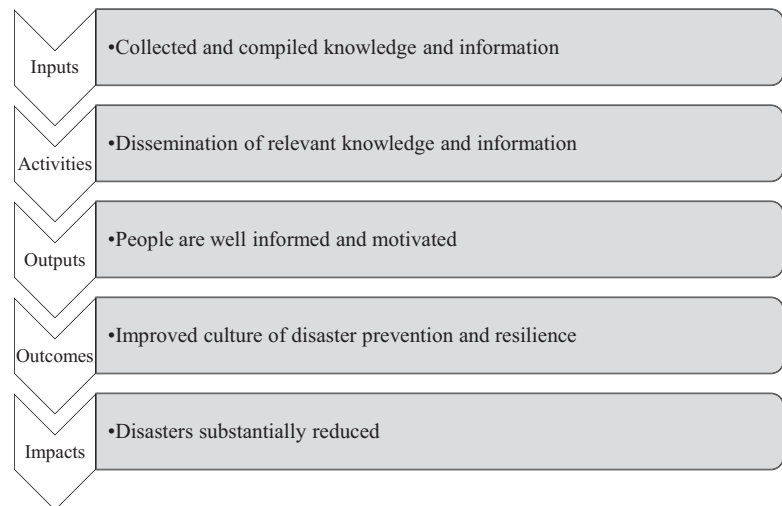 Inputs
•Collected and compiled knowledge and information
Activities
•Dissemination of relevant knowledge and information
Outputs
•People are well informed and motivated
Outcomes
•Improved culture of disaster prevention and resilience
Impacts
•Disasters substantially reduced